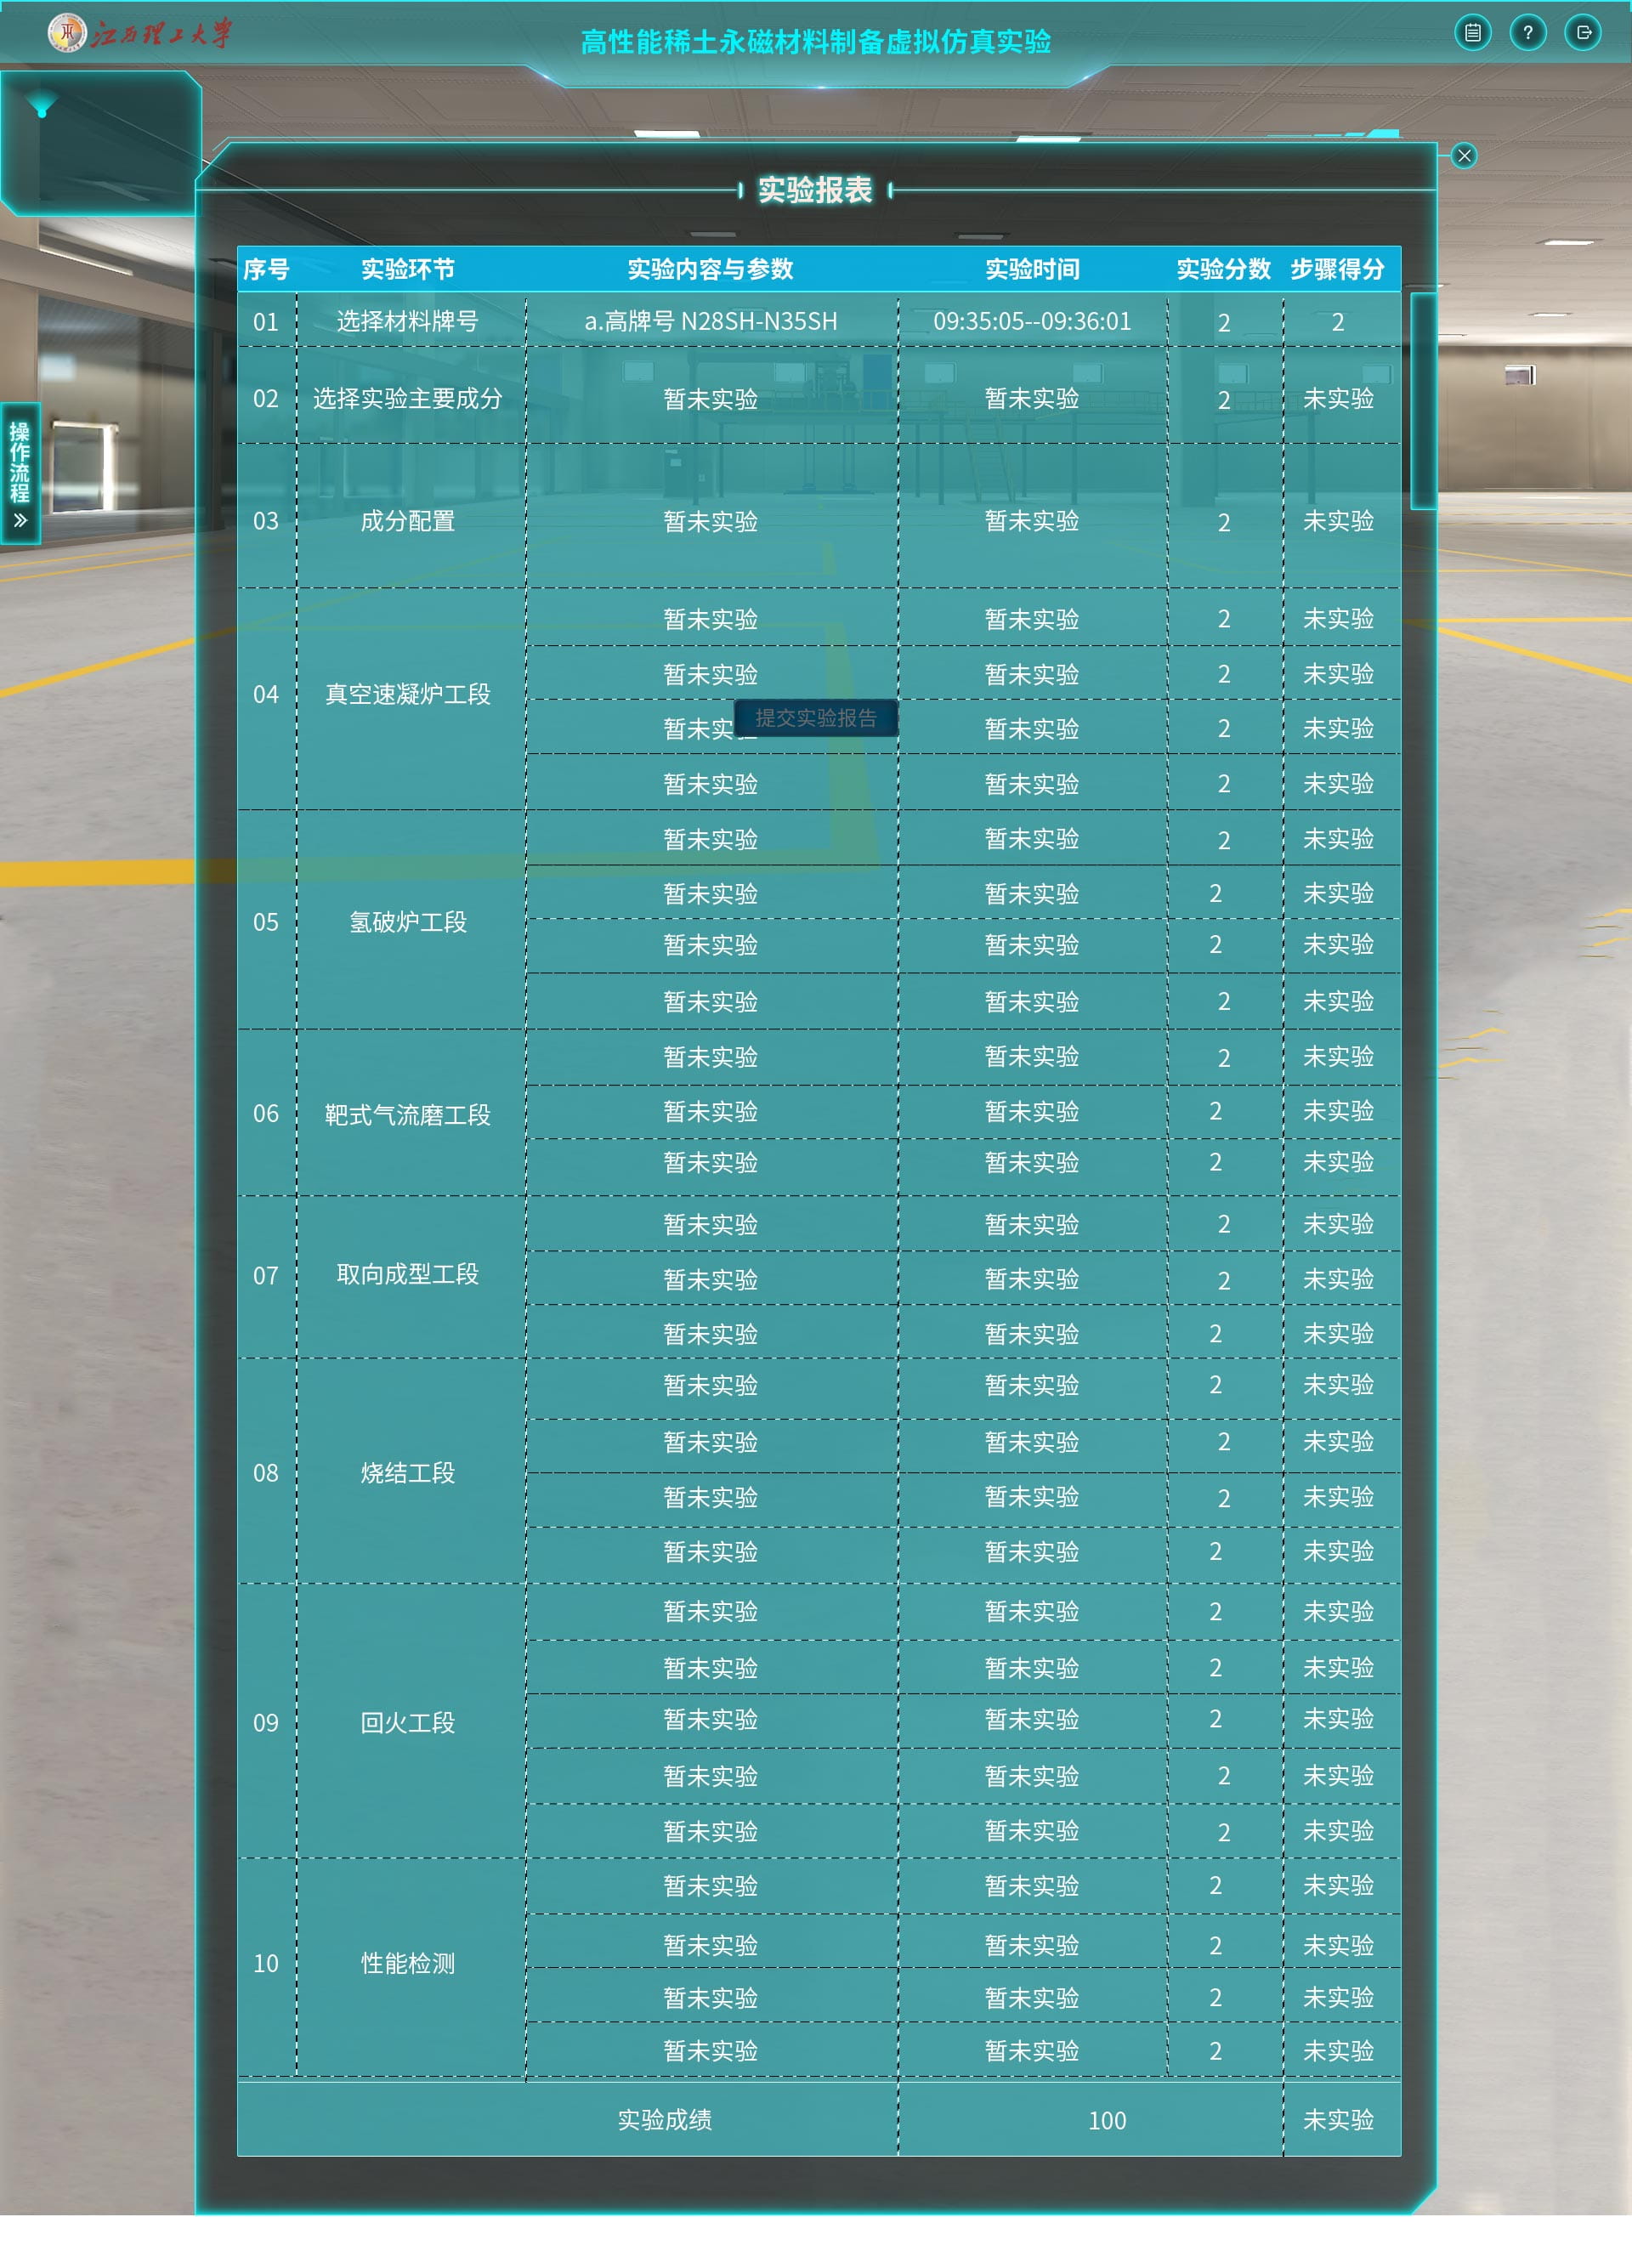 江西理工大学
高性能稀土永磁材料制备虚拟仿真实验
?
操作流程
实验报表
序号 实验环节 实验内容与参数 实验时间 实验分数 步骤得分
01 选择材料牌号 a.高牌号 N28SH-N35SH 09:35:05--09:36:01 2 2
02 选择实验主要成分 暂未实验 暂未实验 2 未实验
03 成分配置 暂未实验 暂未实验 2 未实验
04 真空速凝炉工段 暂未实验 暂未实验 2 未实验
暂未实验 暂未实验 2 未实验
暂未实 暂未实验 2 未实验
提交实验报告
暂未实验 暂未实验 2 未实验
05 氢破炉工段 暂未实验 暂未实验 2 未实验
暂未实验 暂未实验 2 未实验
暂未实验 暂未实验 2 未实验
暂未实验 暂未实验 2 未实验
06 靶式气流磨工段 暂未实验 暂未实验 2 未实验
暂未实验 暂未实验 2 未实验
暂未实验 暂未实验 2 未实验
07 取向成型工段 暂未实验 暂未实验 2 未实验
暂未实验 暂未实验 2 未实验
暂未实验 暂未实验 2 未实验
08 烧结工段 暂未实验 暂未实验 2 未实验
暂未实验 暂未实验 2 未实验
暂未实验 暂未实验 2 未实验
暂未实验 暂未实验 2 未实验
09 回火工段 暂未实验 暂未实验 2 未实验
暂未实验 暂未实验 2 未实验
暂未实验 暂未实验 2 未实验
暂未实验 暂未实验 2 未实验
暂未实验 暂未实验 2 未实验
10 性能检测 暂未实验 暂未实验 2 未实验
暂未实验 暂未实验 2 未实验
暂未实验 暂未实验 2 未实验
暂未实验 暂未实验 2 未实验
实验成绩 100 未实验